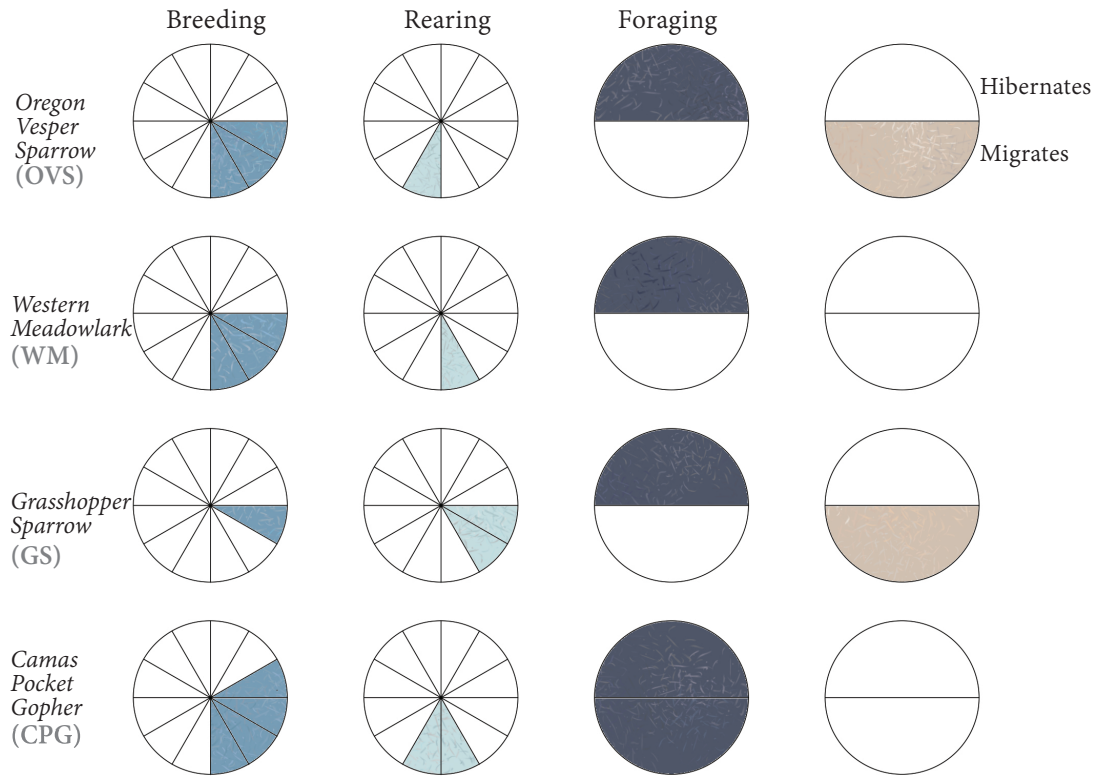 Breeding
Rearing
Foraging
Oregon
Vesper
Sparrow
(OVS)
Hibernates
Migrates
Western
Meadowlark
(WM)
Grasshopper
Sparrow
(GS)
Camas
Pocket
Gopher
(CPG)